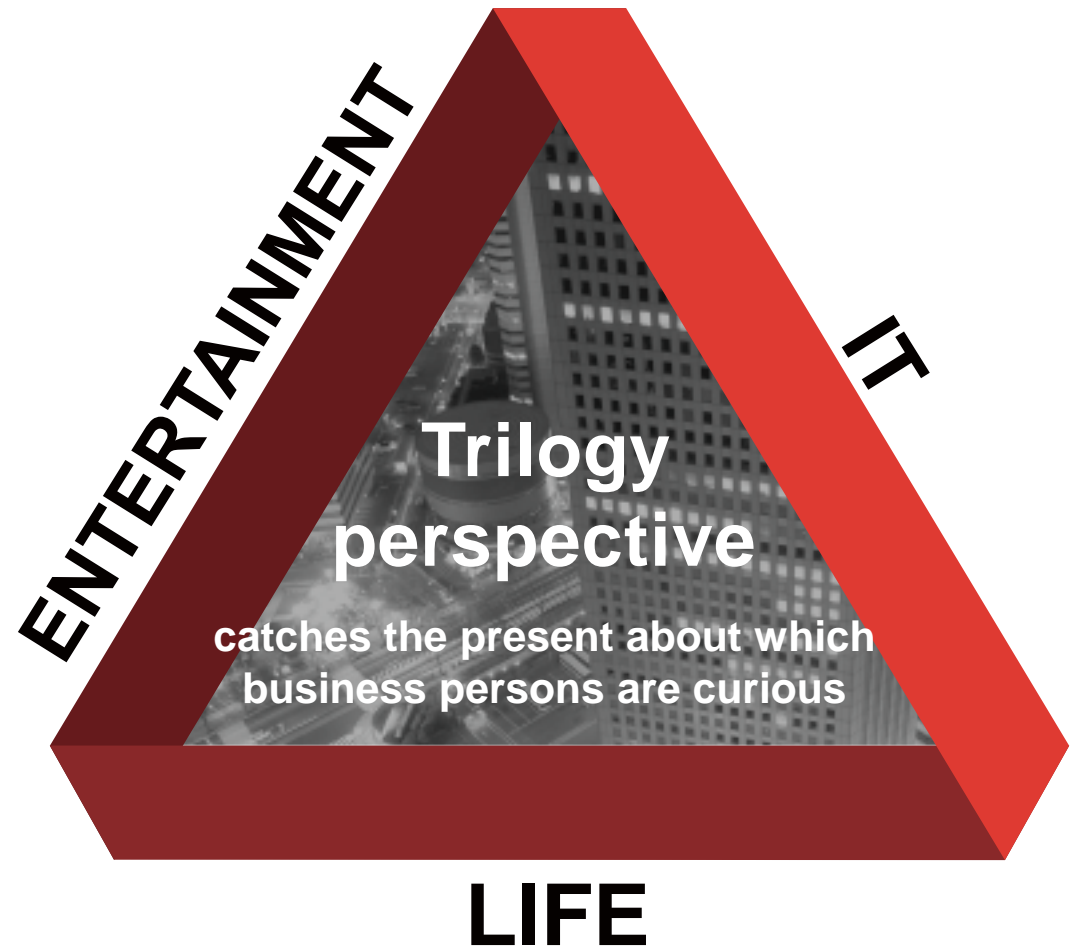 ENTERTAINMENT
IT
Trilogy
perspective
catches the present about which
business persons are curious
LIFE